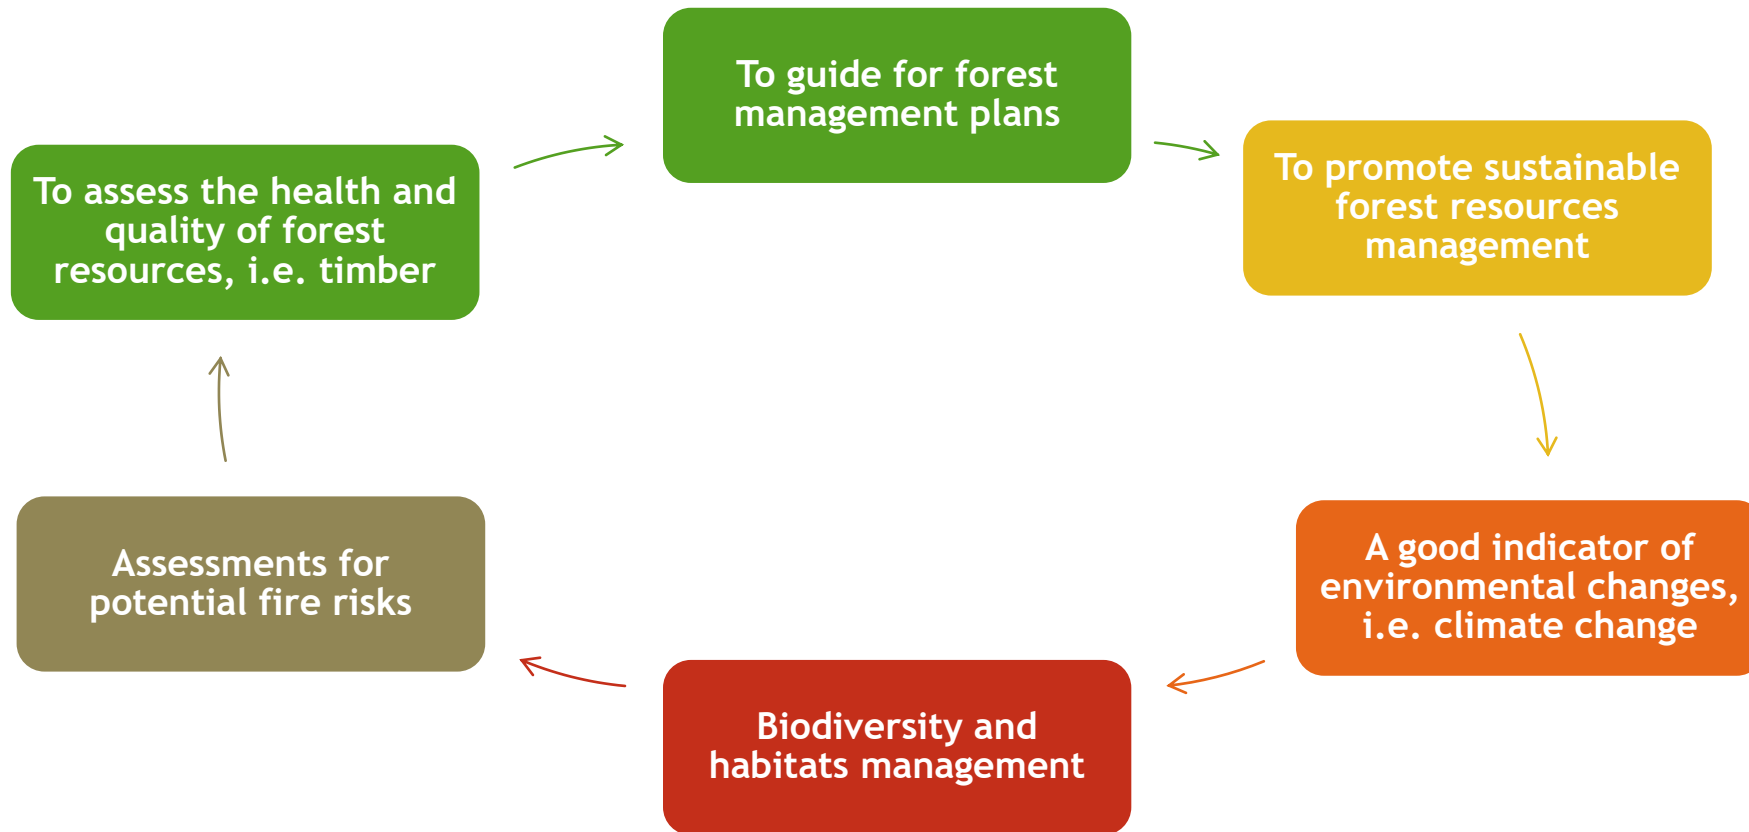 To guide for forest
management plans
To promote sustainable
forest resources
management
A good indicator of
environmental changes,
i.e. climate change
Biodiversity and
habitats management
Assessments for
potential fire risks
To assess the health and
quality of forest
resources, i.e. timber